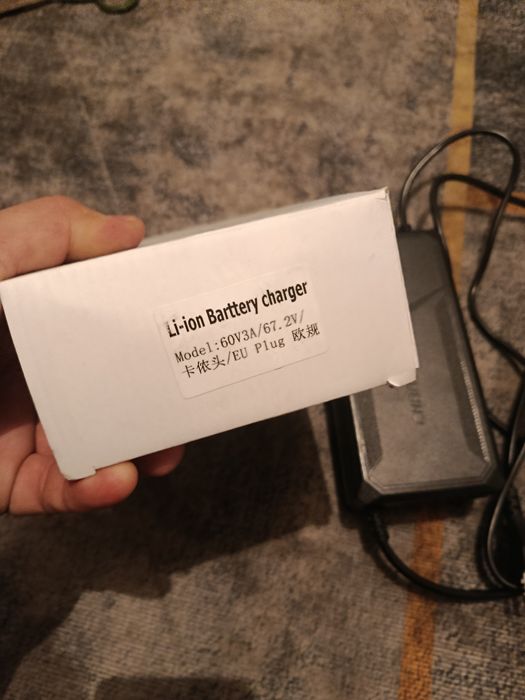 Li-ion Barttery charger
Model:60V3A/67.2V/
卡侬头/EU Plug 欧规